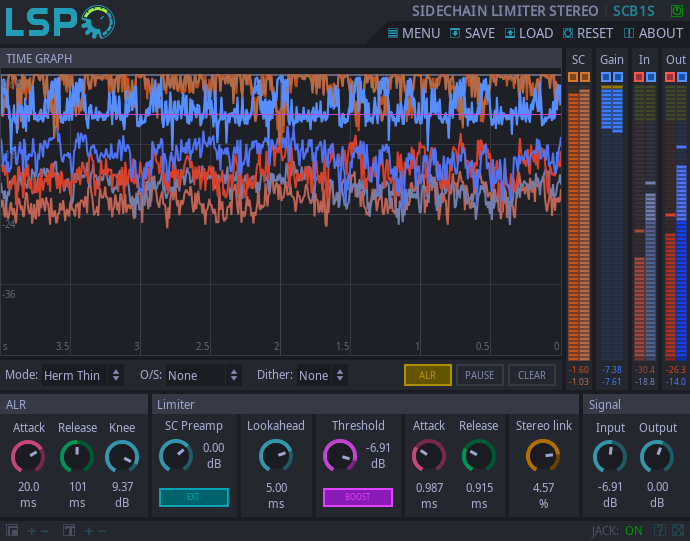 LSP
SIDECHAIN LIMITER STEREO SCB1S
MENU SAVE LOAD RESET ABOUT
TIME GRAPH
SC Gain In Out
-24
-36
s 3.5 3 2.5 2 1.5 1 0.5 0
-1.60 -7.38 -30.4 -26.3
-1.03 -7.61 -18.8 -14.0
Mode: Herm Thin O/S: None Dither: None ALR PAUSE CLEAR
ALR Limiter Signal
Attack Release Knee SC Preamp Lookahead Threshold Attack Release Stereo link Input Output
0.00 dB
-6.91 dB
20.0 ms 101 ms 9.37 dB EXT 5.00 ms BOOST 0.987 ms 0.915 ms 4.57 % -6.91 dB 0.00 dB
JACK: ON